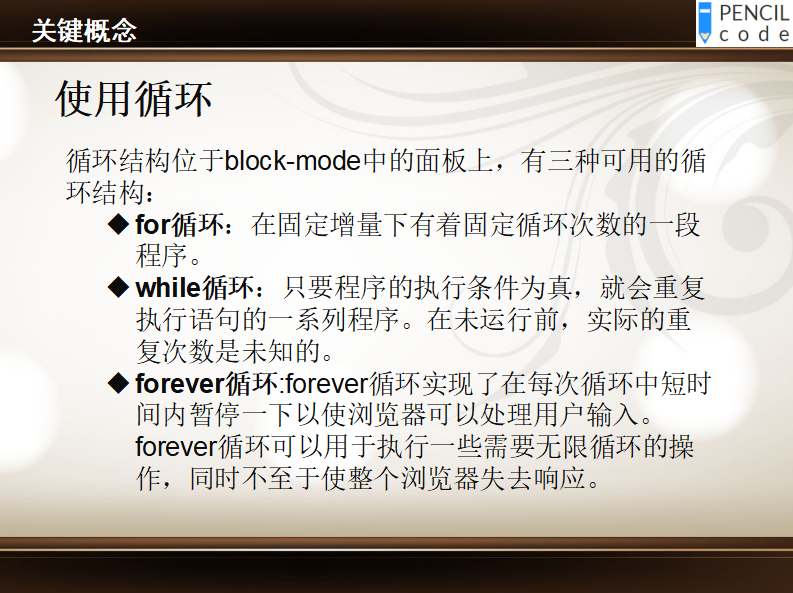 关键概念
PENCIL
code
使用循环
循环结构位于block-mode中的面板上，有三种可用的循
环结构：
◆for循环：在固定增量下有着固定循环次数的一段
程序。
◆while循环：只要程序的执行条件为真，就会重复
执行语句的一系列程序。在未运行前，实际的重
复次数是未知的。
◆forever循环:forever循环实现了在每次循环中短时
间内暂停一下以使浏览器可以处理用户输入。
forever循环可以用于执行一些需要无限循环的操
作，同时不至于使整个浏览器失去响应。